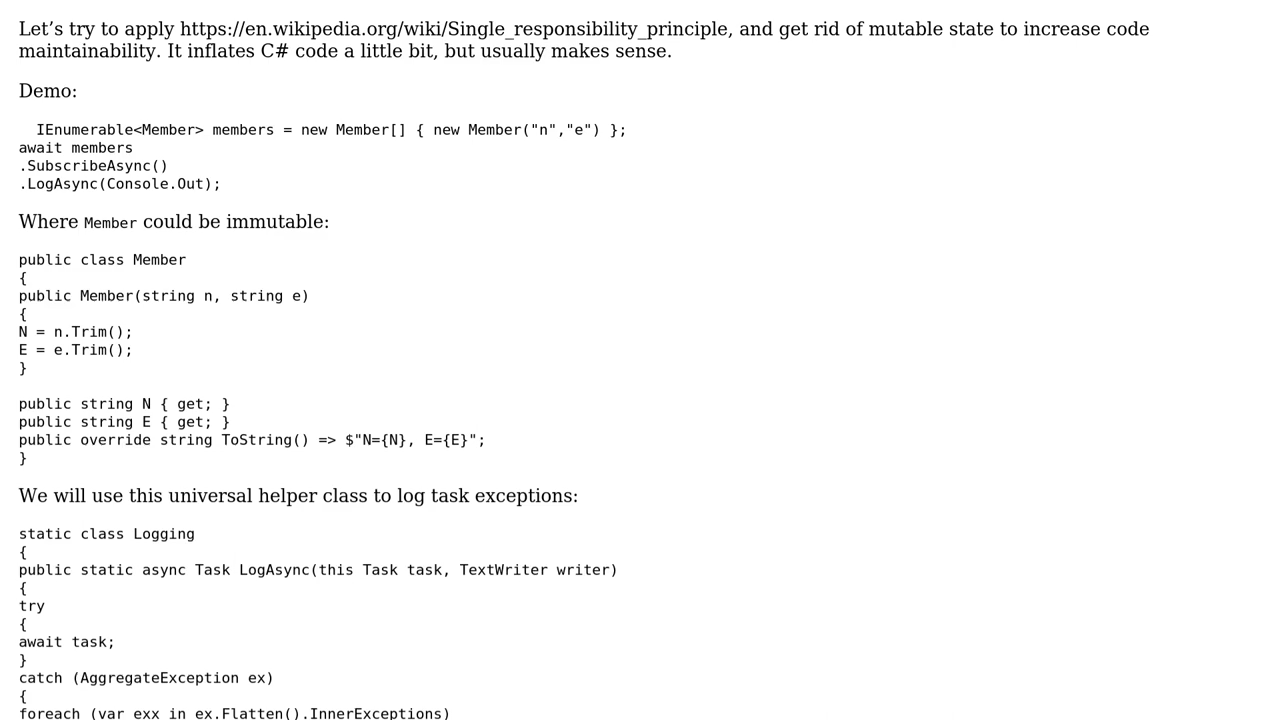 Let’s try to apply https://en.wikipedia.org/wiki/Single_responsibility_principle, and get rid of mutable state to increase code
maintainability. It inflates C# code a little bit, but usually makes sense.
Demo:
IEnumerable<Member> members = new Member[] { new Member("n","e") };
await members
.SubscribeAsync()
.LogAsync(Console.Out);
Where Member could be immutable:
public class Member
{
public Member(string n, string e)
{
N = n.Trim();
E = e.Trim();
}
public string N { get; }
public string E { get; }
public override string ToString() => $"N={N}, E={E}";
}
We will use this universal helper class to log task exceptions:
static class Logging
{
public static async Task LogAsync(this Task task, TextWriter writer)
{
try
{
await task;
}
catch (AggregateException ex)
{
foreach (var exx in ex.Flatten().InnerExceptions)